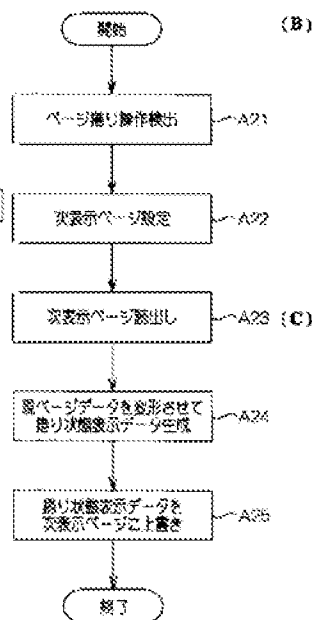 開始
(B)
ページ捲り操作検出
A21
次表示ページ設定
A22
次表示ページ読出し
A23
(C)
現ページデータを変形させて
捲り状態表示データ生成
A24
捲り状態表示データを
次表示ページに上書き
A25
終了